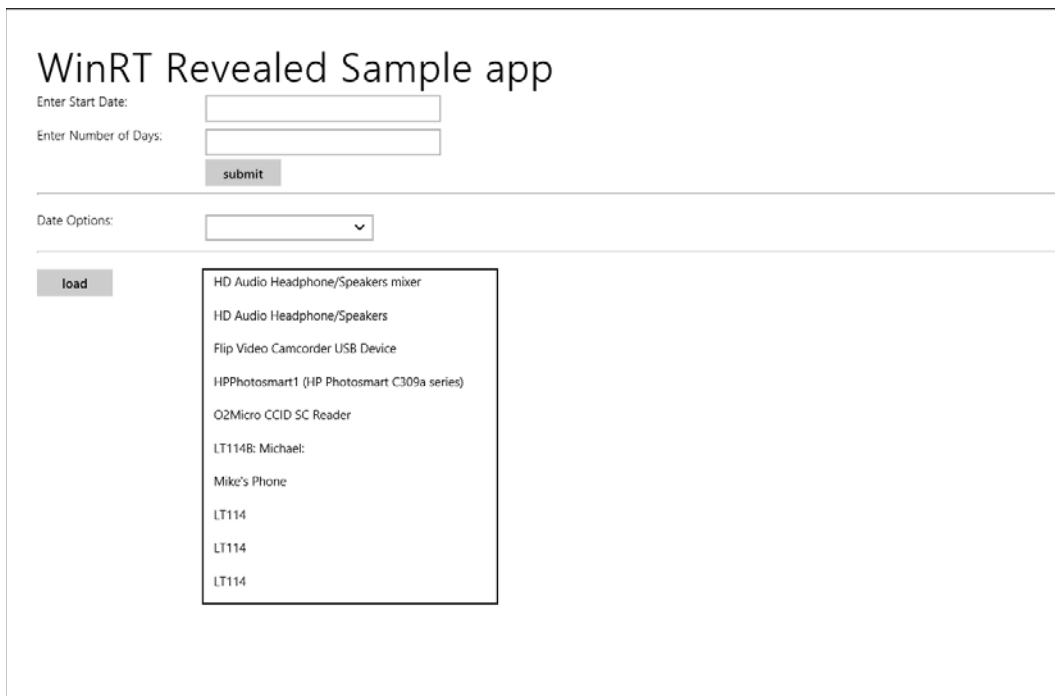 WinRT Revealed Sample app
Enter Start Date:
Enter Number of Days:
submit
Date Options:
load
HD Audio Headphone/Speakers mixer
HD Audio Headphone/Speakers
Flip Video Camcorder USB Device
HPPhotosmart1 (HP Photosmart C309a series)
O2Micro CCID SC Reader
LT114B: Michael:
Mike's Phone
LT114
LT114
LT114